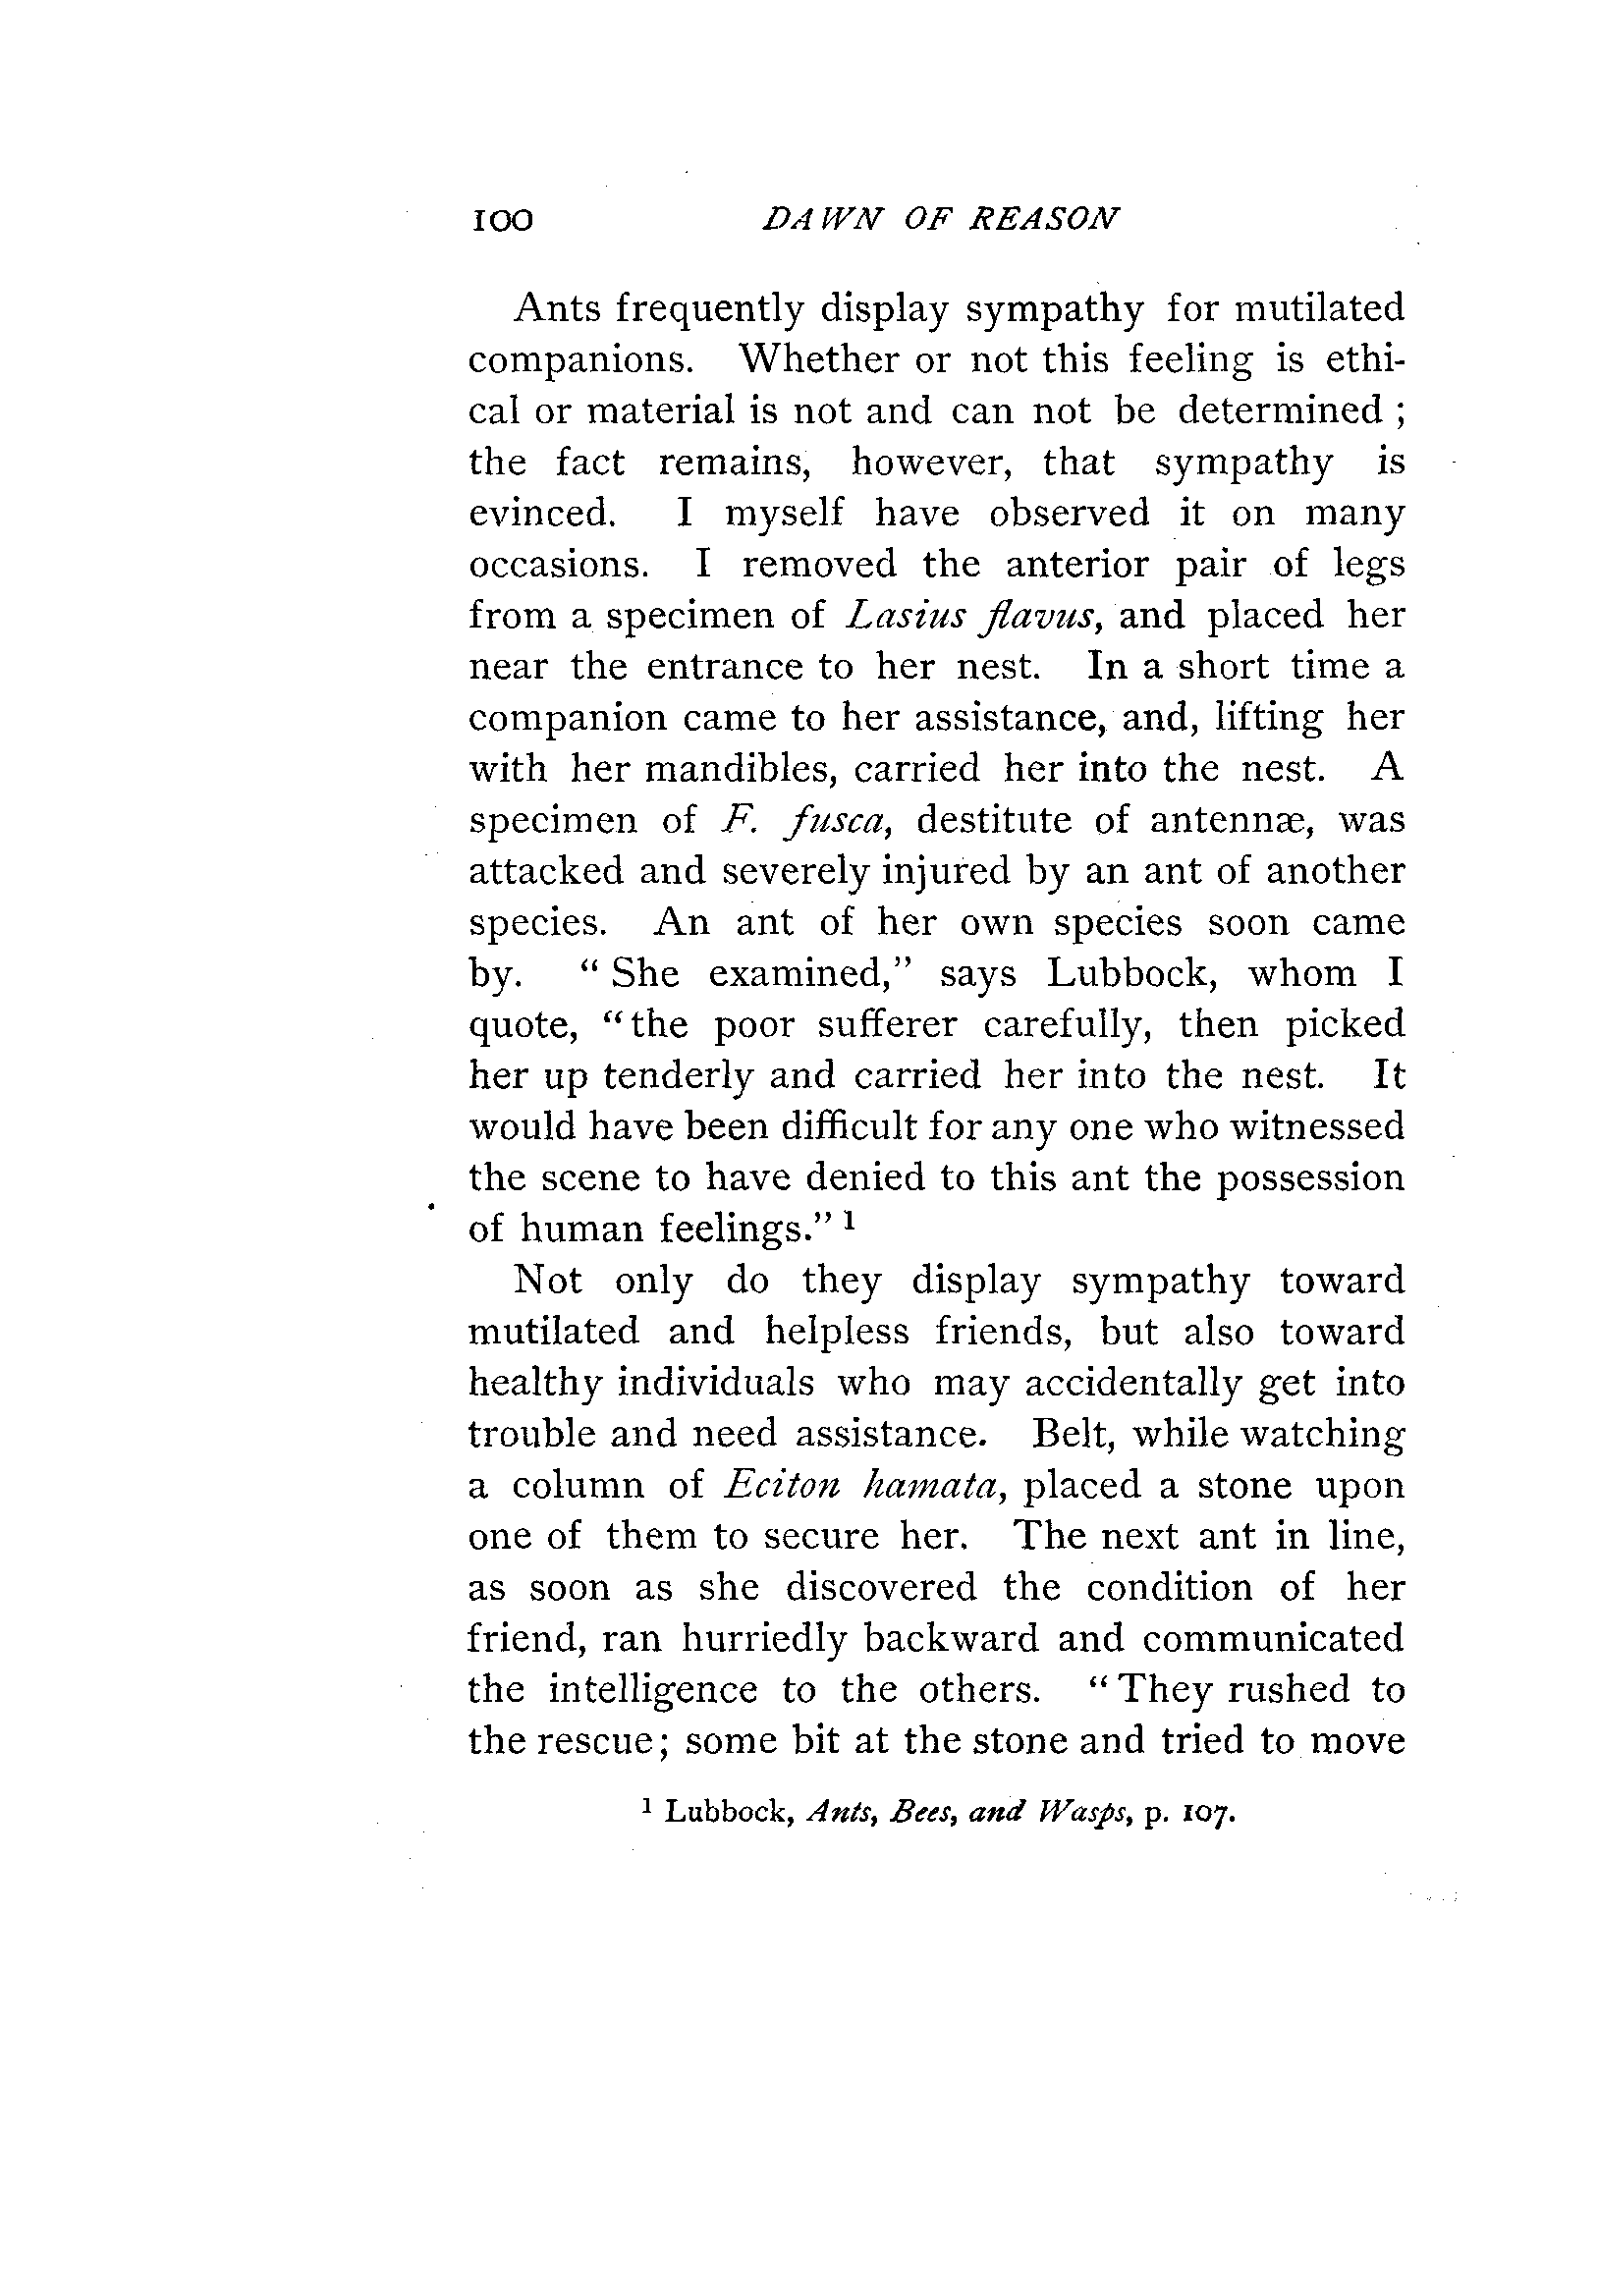 100 DAWN OF REASON
Ants frequently display sympathy for mutilated
companions. Whether or not this feeling is ethi-
cal or material is not and can not be determined ;
the fact remains, however, that sympathy is
evinced. I myself have observed it on many
occasions. I removed the anterior pair of legs
from a specimen of Lasius flavus, and placed her
near the entrance to her nest. In a short time a
companion came to her assistance, and, lifting her
with her mandibles, carried her into the nest. A
specimen of F. fusca, destitute of antennæ, was
attacked and severely injured by an ant of another
species. An ant of her own species soon came
by. “ She examined,” says Lubbock, whom I
quote, “the poor sufferer carefully, then picked
her up tenderly and carried her into the nest. It
would have been difficult for any one who witnessed
the scene to have denied to this ant the possession
of human feelings.” 1
Not only do they display sympathy toward
mutilated and helpless friends, but also toward
healthy individuals who may accidentally get into
trouble and need assistance. Belt, while watching
a column of Eciton hamata, placed a stone upon
one of them to secure her. The next ant in line,
as soon as she discovered the condition of her
friend, ran hurriedly backward and communicated
the intelligence to the others. “ They rushed to
the rescue; some bit at the stone and tried to move
1 Lubbock, Ants, Bees, and Wasps, p. 107.